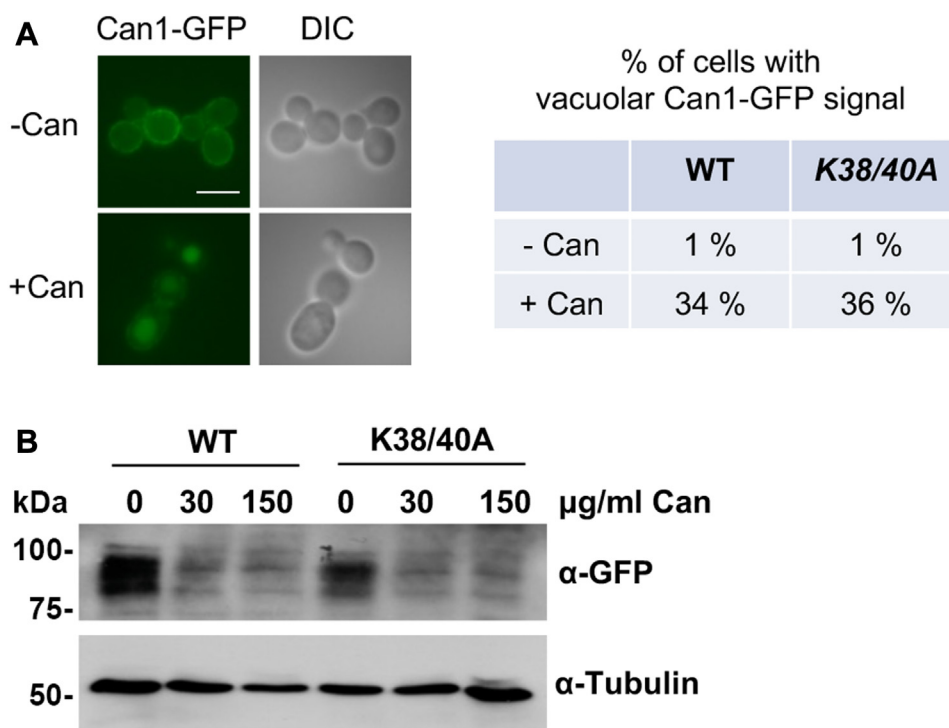 A
Can1-GFP DIC
-Can
+Can
% of cells with
vacuolar Can1-GFP signal
WT K38/40A
- Can 1 % 1 %
+ Can 34 % 36 %
B
WT K38/40A
kDa 0 30 150 0 30 150 µg/ml Can
100-
α-GFP
75-
50-
α-Tubulin